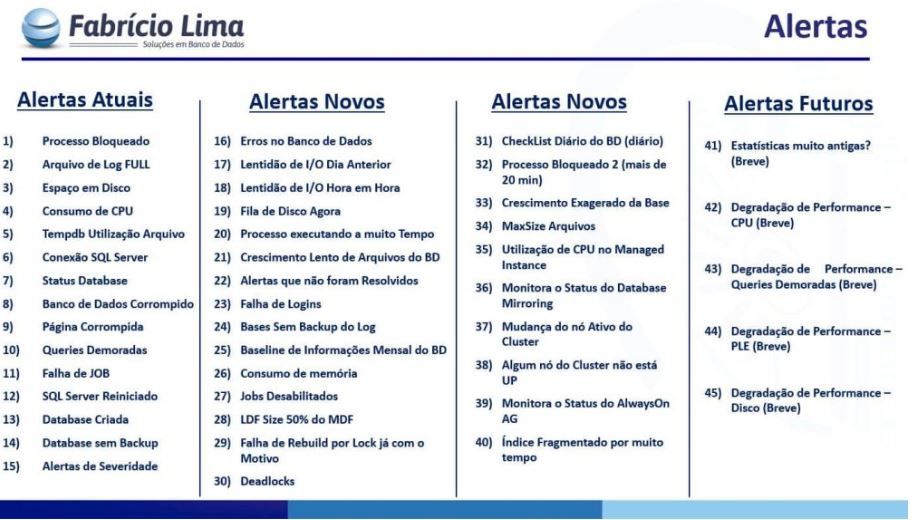 Fabrício Lima
Soluções em Banco de Dados
Alertas
Alertas Atuais
1) Processo Bloqueado
2) Arquivo de Log FULL
3) Espaço em Disco
4) Consumo de CPU
5) Tempdb Utilização Arquivo
6) Conexão SQL Server
7) Status Database
8) Banco de Dados Corrompido
9) Página Corrompida
10) Queries Demoradas
11) Falha de JOB
12) SQL Server Reiniciado
13) Database Criada
14) Database sem Backup
15) Alertas de Severidade
Alertas Novos
16) Erros no Banco de Dados
17) Lentidão de I/O Dia Anterior
18) Lentidão de I/O Hora em Hora
19) Fila de Disco Agora
20) Processo executando a muito Tempo
21) Crescimento Lento de Arquivos do BD
22) Alertas que não foram Resolvidos
23) Falha de Logins
24) Bases Sem Backup do Log
25) Baseline de Informações Mensal do BD
26) Consumo de memória
27) Jobs Desabilitados
28) LDF Size 50% do MDF
29) Falha de Rebuild por Lock já com o
Motivo
30) Deadlocks
Alertas Novos
31) CheckList Diário do BD (diário)
32) Processo Bloqueado 2 (mais de
20 min)
33) Crescimento Exagerado da Base
34) MaxSize Arquivos
35) Utilização de CPU no Managed
Instance
36) Monitora o Status do Database
Mirroring
37) Mudança do nó Ativo do
Cluster
38) Algum nó do Cluster não está
UP
39) Monitora o Status do AlwaysOn
AG
40) Índice Fragmentado por muito
tempo
Alertas Futuros
41) Estatísticas muito antigas?
(Breve)
42) Degradação de Performance –
CPU (Breve)
43) Degradação de Performance –
Queries Demoradas (Breve)
44) Degradação de Performance –
PLE (Breve)
45) Degradação de Performance –
Disco (Breve)